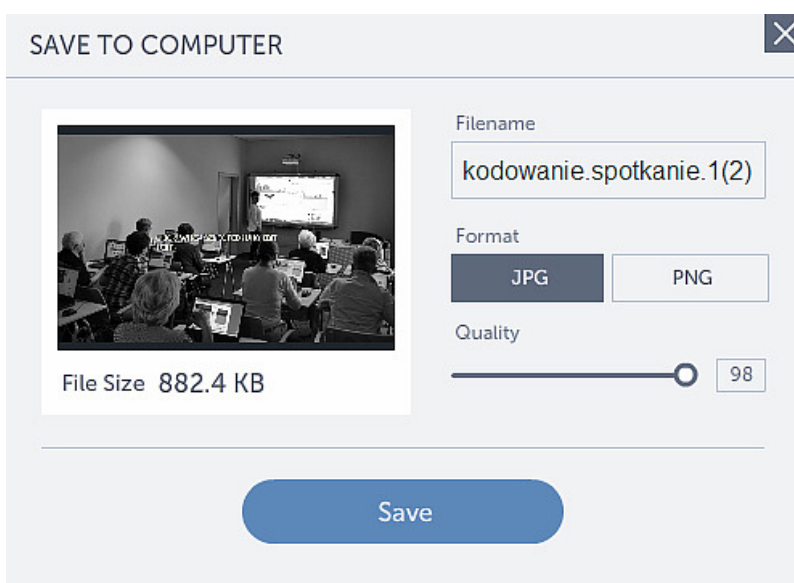 SAVE TO COMPUTER
Filename
kodowanie.spotkanie.1(2)
Format
JPG
PNG
Quality
98
File Size 882.4 KB
Save